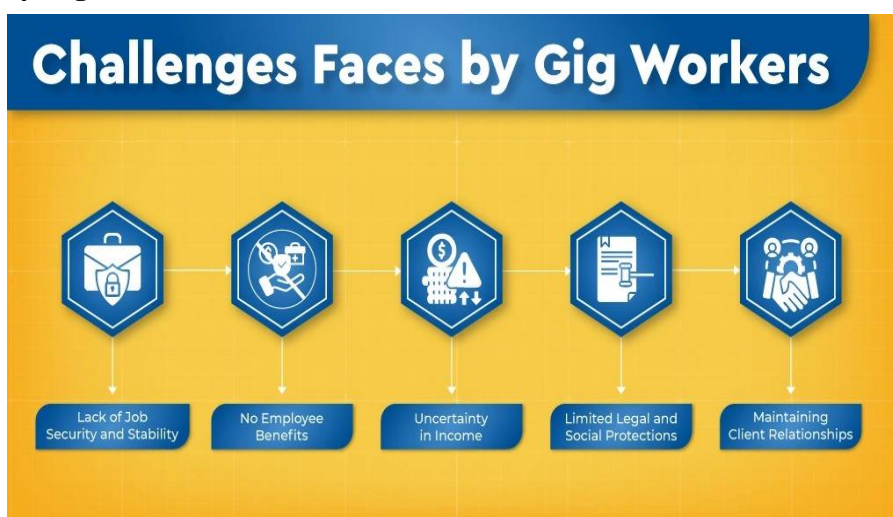 Challenges Faces by Gig Workers
Lack of Job
Security and Stability
No Employee
Benefits
Uncertainty
in Income
Limited Legal and
Social Protections
Maintaining
Client Relationships